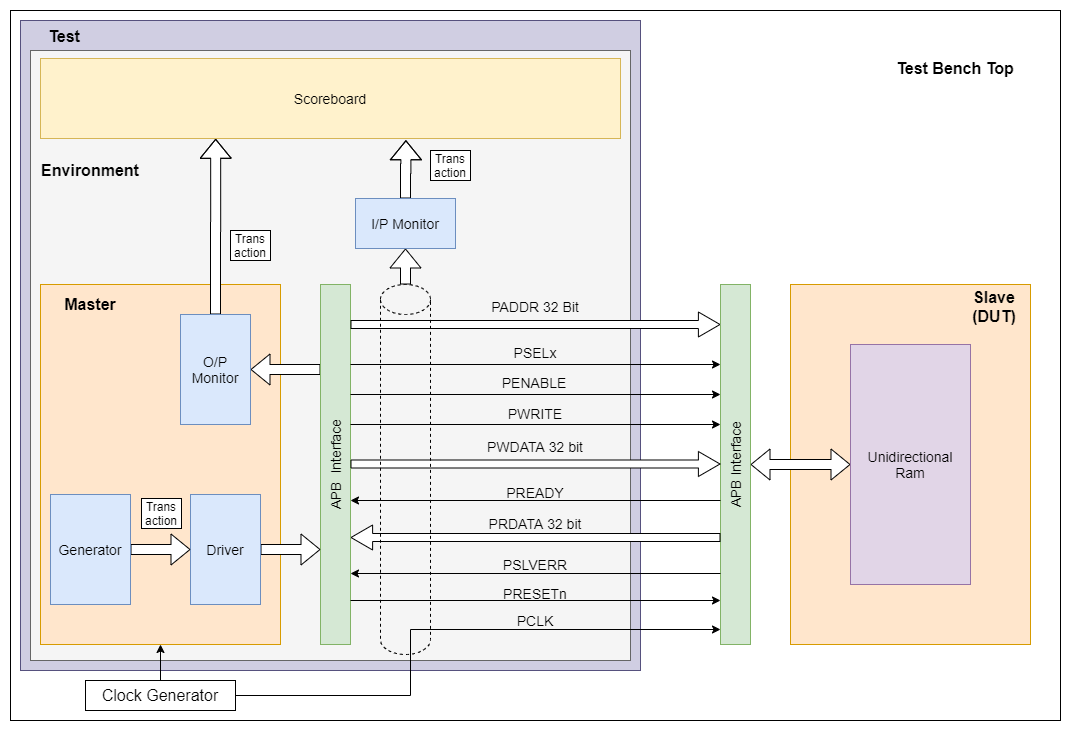 Test
Test Bench Top
Scoreboard
Environment
Trans
action
I/P Monitor
Trans
action
Master
O/P
Monitor
Generator
Trans
action
Driver
APB Interface
PADDR 32 Bit
PSELx
PENABLE
PWRITE
PWDATA 32 bit
PREADY
PRDATA 32 bit
PSLVERR
PRESETn
PCLK
APB Interface
Slave
(DUT)
Unidirectional
Ram
Clock Generator